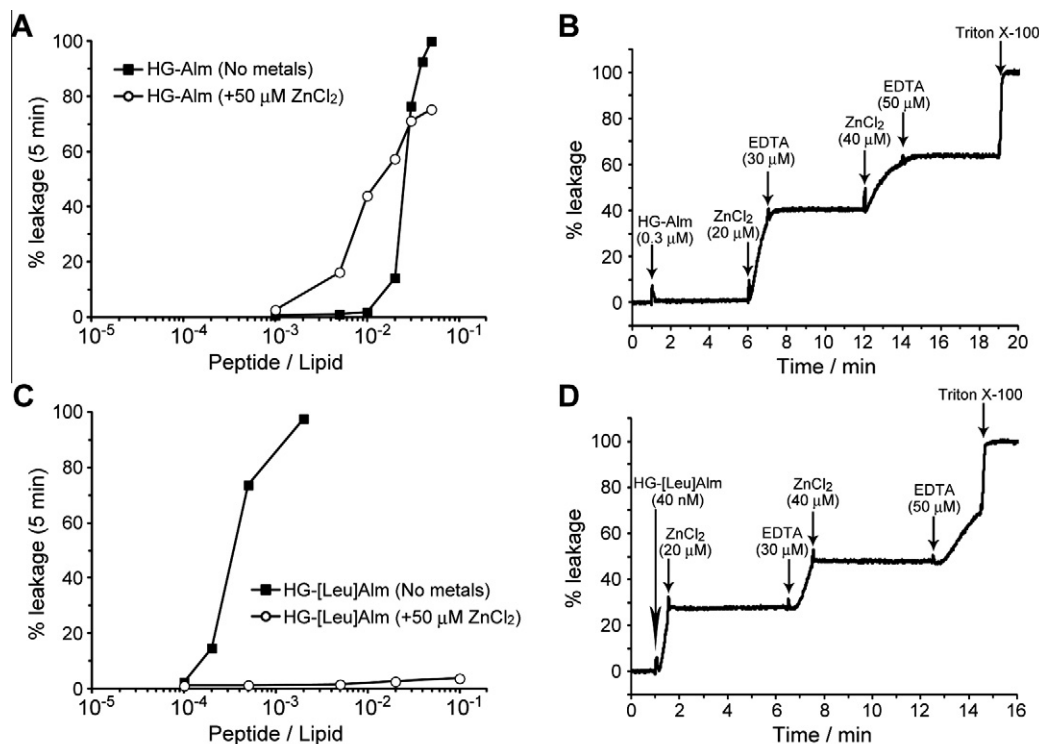 A
% leakage (5 min)
100
80
60
40
20
0
HG-Alm (No metals)
HG-Alm (+50 μM ZnCl₂)
10⁻⁵
10⁻⁴
10⁻³
10⁻²
10⁻¹
Peptide / Lipid
B
% leakage
100
80
60
40
20
0
HG-Alm
(0.3 μM)
ZnCl₂
(20 μM)
EDTA
(30 μM)
ZnCl₂
(40 μM)
EDTA
(50 μM)
Triton X-100
0 2 4 6 8 10 12 14 16 18 20
Time / min
C
% leakage (5 min)
100
80
60
40
20
0
HG-[Leu]Alm (No metals)
HG-[Leu]Alm (+50 μM ZnCl₂)
10⁻⁵
10⁻⁴
10⁻³
10⁻²
10⁻¹
Peptide / Lipid
D
% leakage
100
80
60
40
20
0
HG-[Leu]Alm
(40 nM)
ZnCl₂
(20 μM)
EDTA
(30 μM)
ZnCl₂
(40 μM)
EDTA
(50 μM)
Triton X-100
0 2 4 6 8 10 12 14 16
Time / min